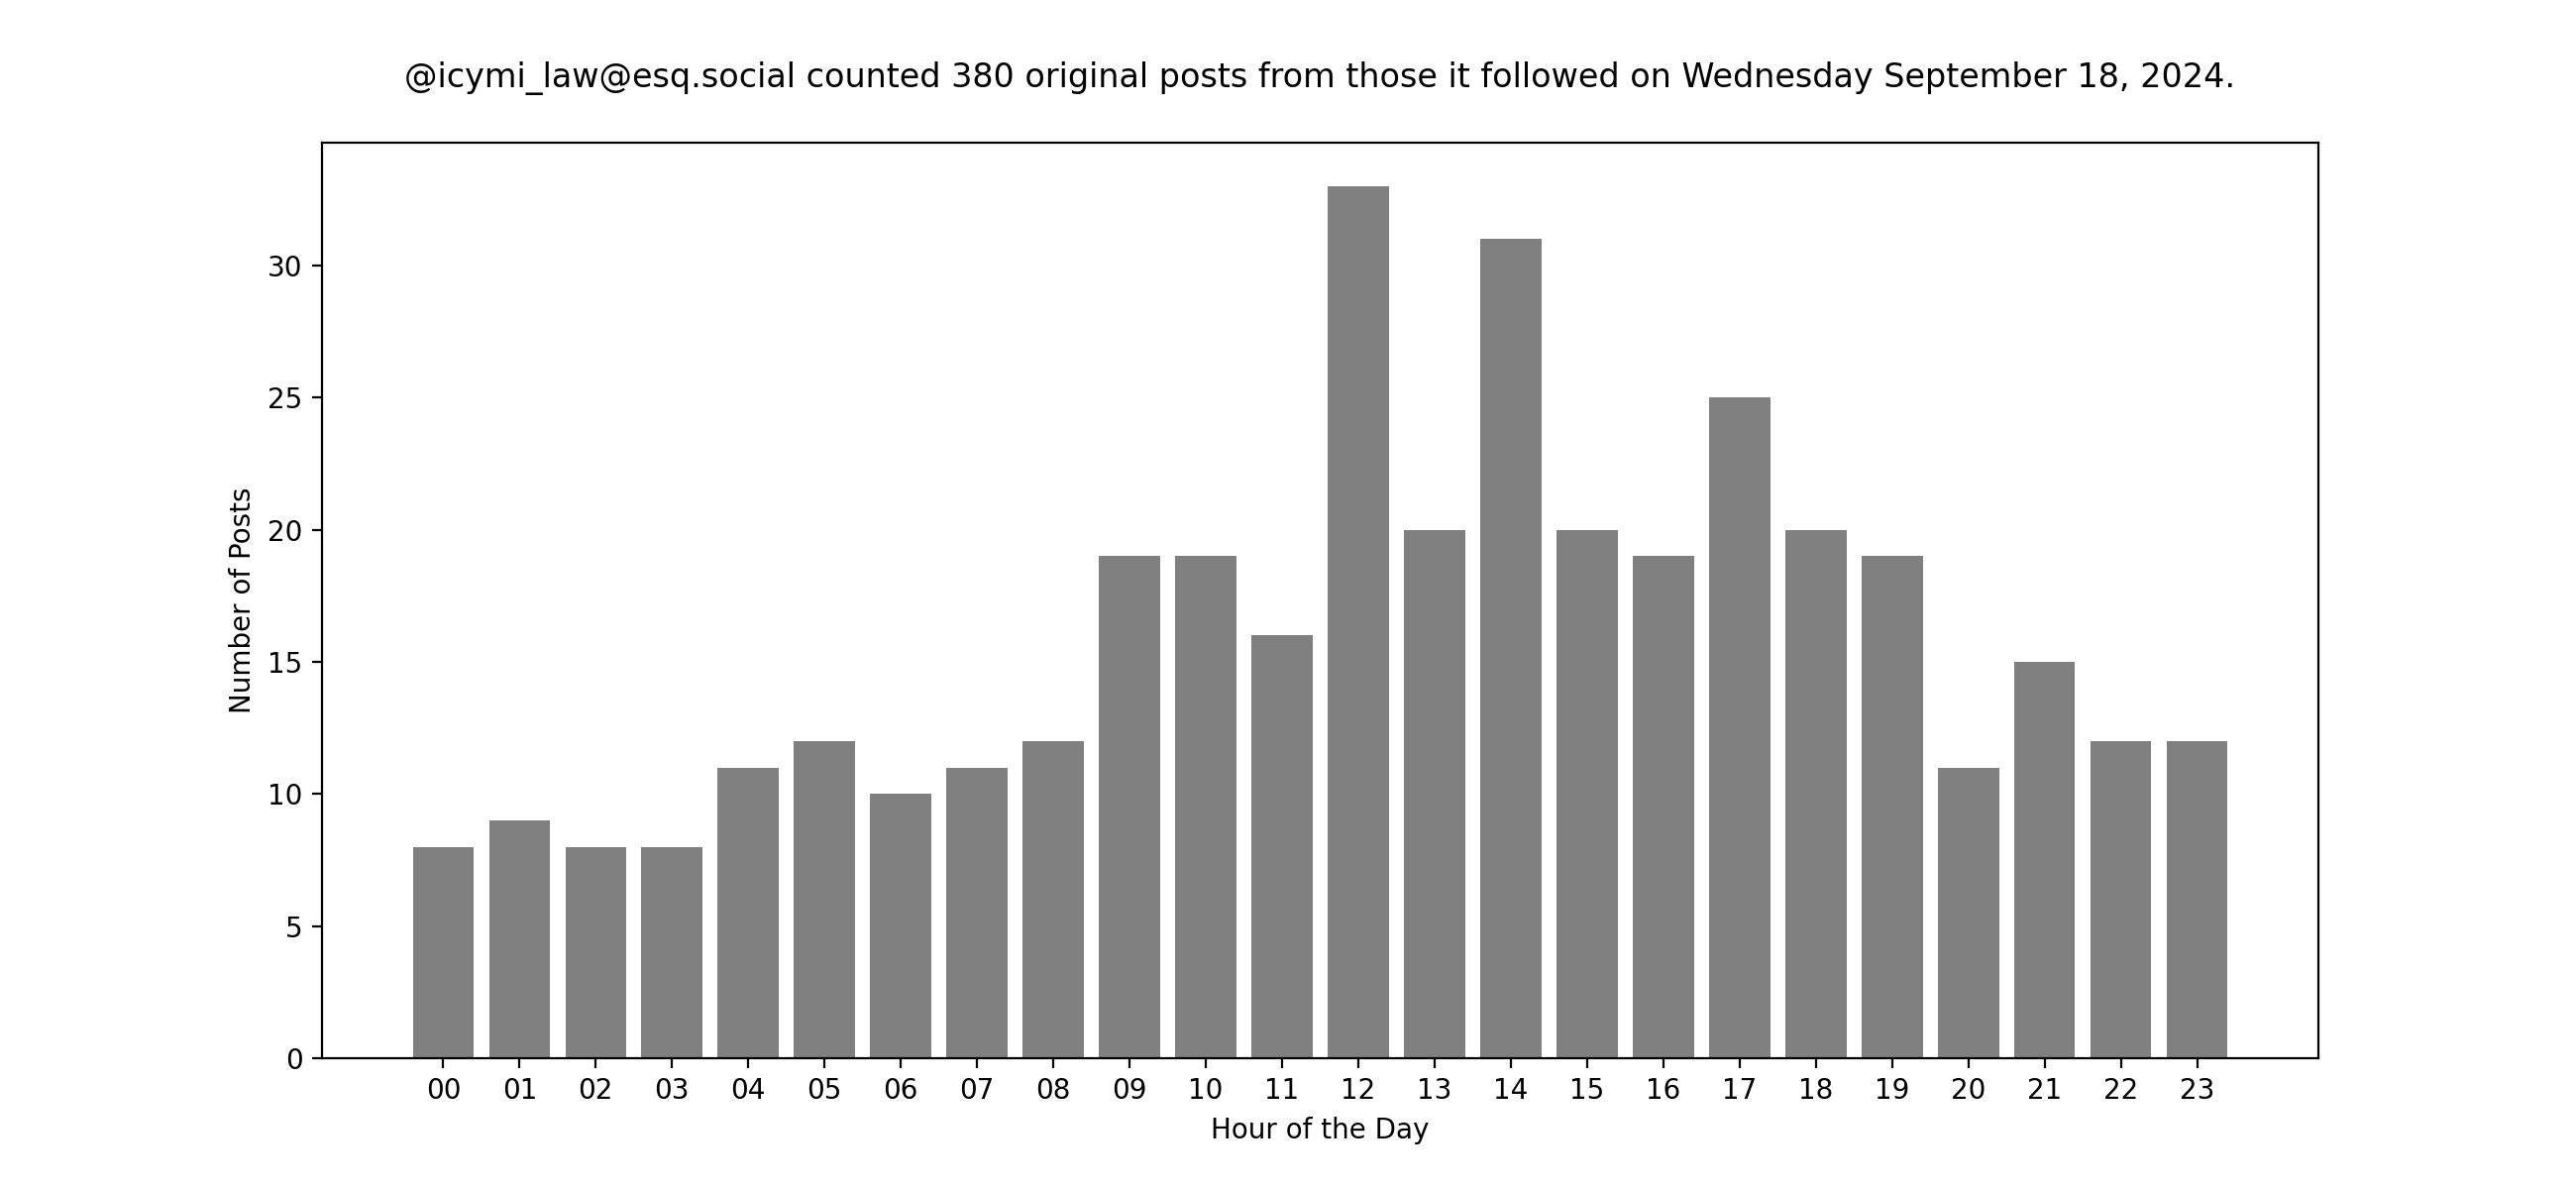 @icymi_law@esq.social counted 380 original posts from those it followed on Wednesday September 18, 2024.
30
25
20
15
10
5
0
Number of Posts
00 01 02 03 04 05 06 07 08 09 10 11 12 13 14 15 16 17 18 19 20 21 22 23
Hour of the Day